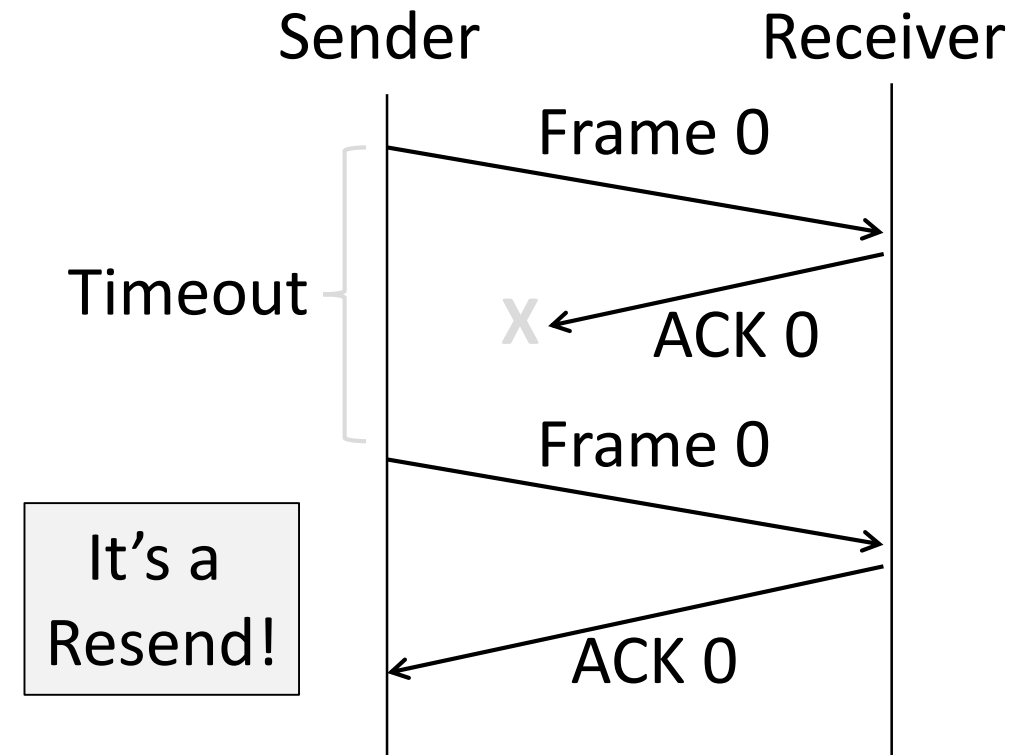 Sender
Receiver
Frame 0
Timeout
X
ACK 0
Frame 0
It’s a
Resend!
ACK 0